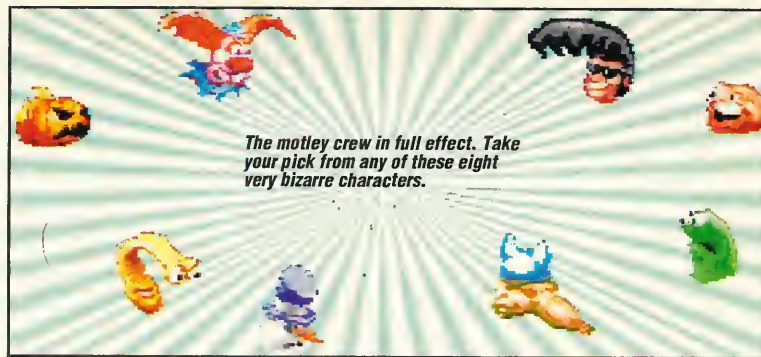 The motley crew in full effect. Take
your pick from any of these eight
very bizarre characters.